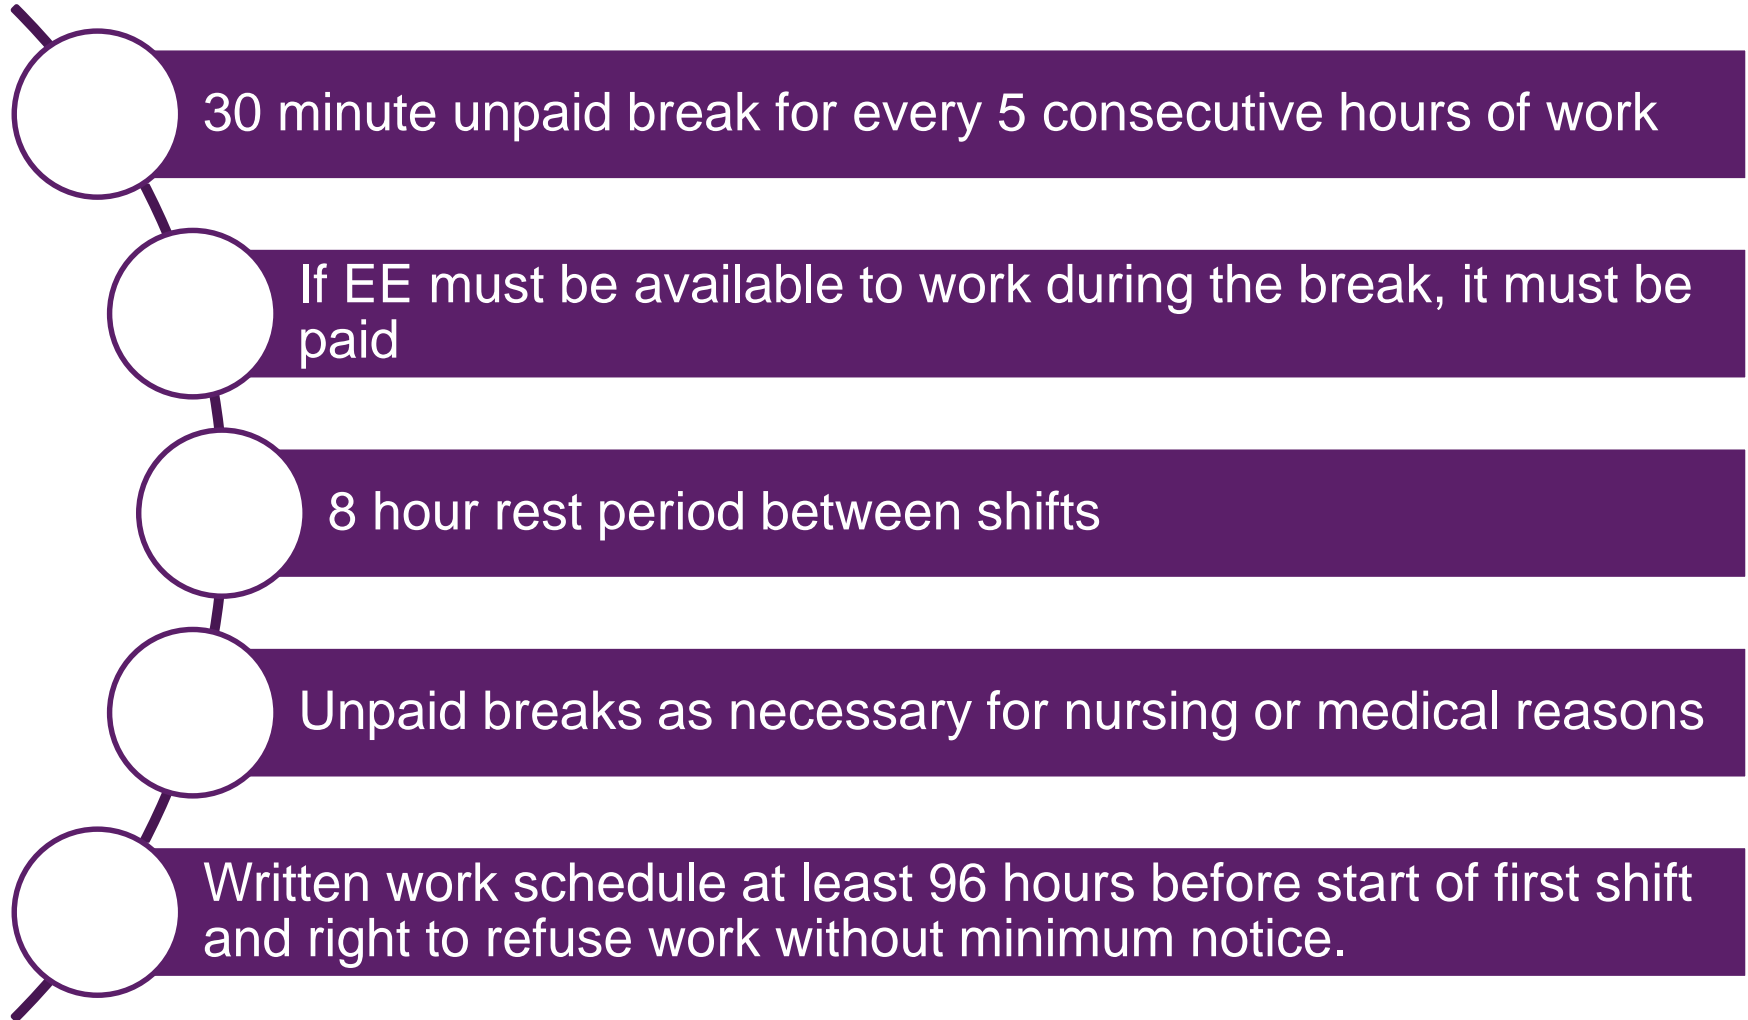 30 minute unpaid break for every 5 consecutive hours of work
If EE must be available to work during the break, it must be
paid
8 hour rest period between shifts
Unpaid breaks as necessary for nursing or medical reasons
Written work schedule at least 96 hours before start of first shift
and right to refuse work without minimum notice.